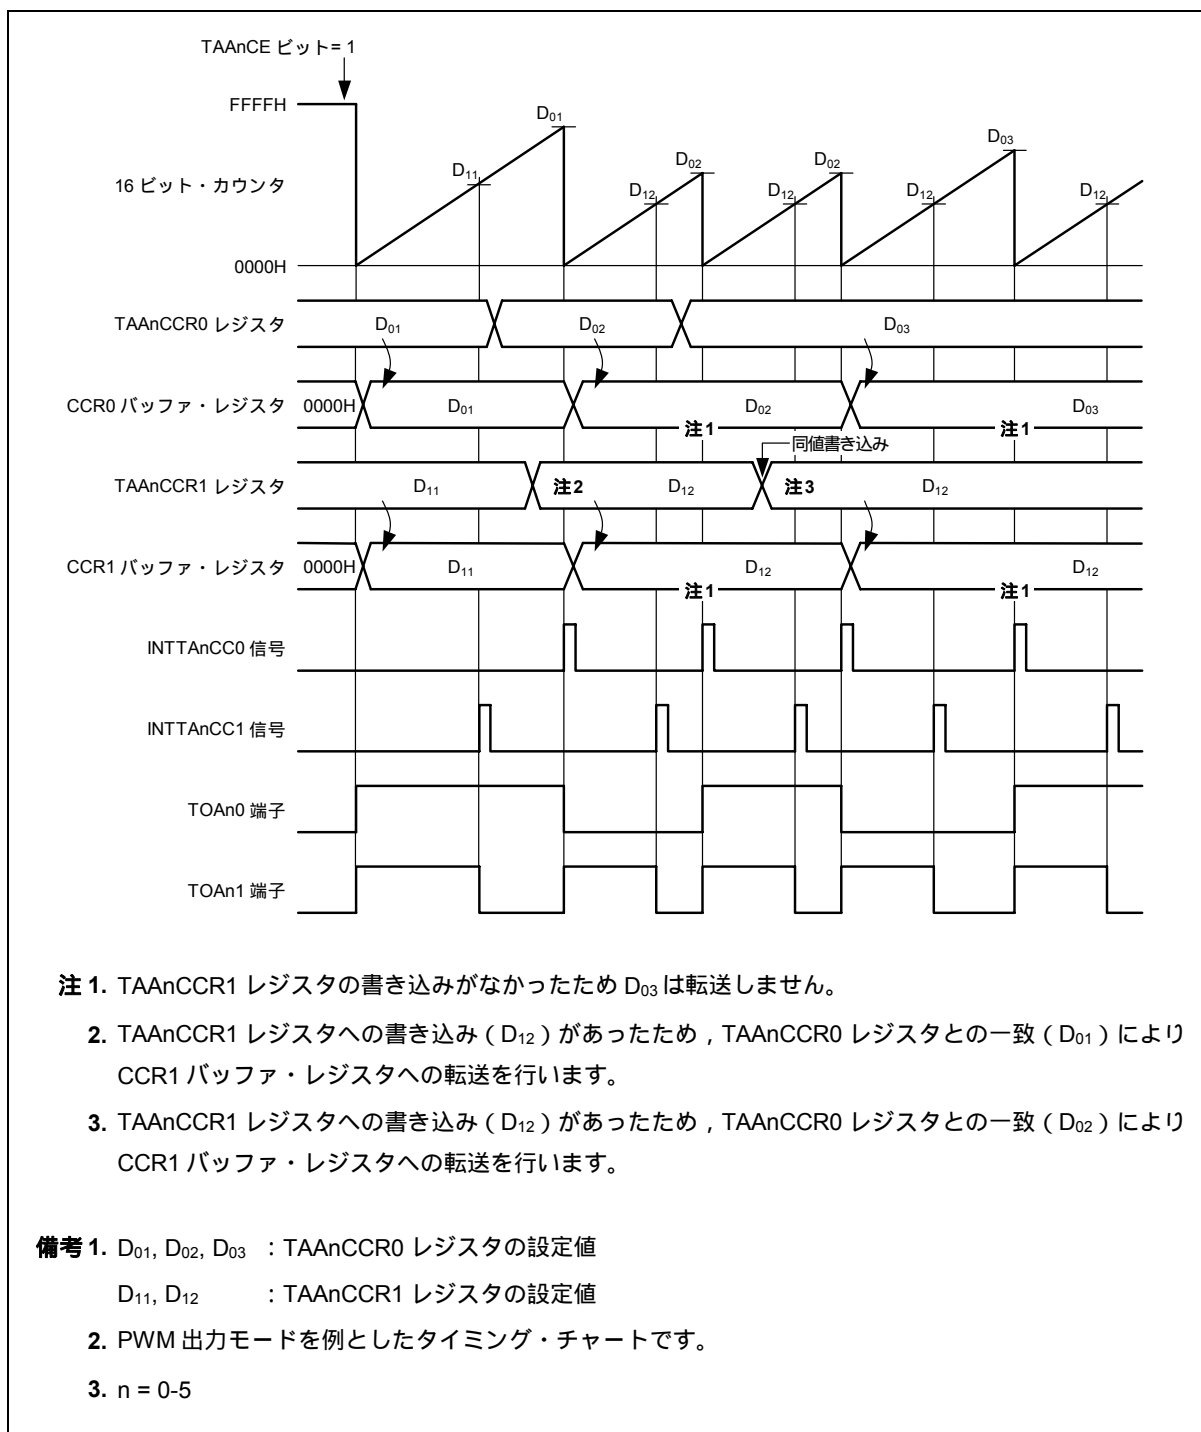 TAAnCE ビット= 1
FFFFH
D01
D11
D02
D12
D02
D12
D03
D12
D12
16 ビット・カウンタ
0000H
TAAnCCR0 レジスタ
D01
D02
D03
CCR0 バッファ・レジスタ
0000H
D01
D02
D03
注1
注1
同値書き込み
TAAnCCR1 レジスタ
D11
注2
D12
注3
D12
CCR1 バッファ・レジスタ
0000H
D11
D12
D12
注1
注1
INTTAnCC0 信号
INTTAnCC1 信号
TOAn0 端子
TOAn1 端子
注 1. TAAnCCR1 レジスタの書き込みがなかったため D03 は転送しません。
2. TAAnCCR1 レジスタへの書き込み（D12）があったため，TAAnCCR0 レジスタとの一致（D01）により
CCR1 バッファ・レジスタへの転送を行います。
3. TAAnCCR1 レジスタへの書き込み（D12）があったため，TAAnCCR0 レジスタとの一致（D02）により
CCR1 バッファ・レジスタへの転送を行います。
備考 1. D01, D02, D03 ：TAAnCCR0 レジスタの設定値
D11, D12 ：TAAnCCR1 レジスタの設定値
2. PWM 出力モードを例としたタイミング・チャートです。
3. n = 0-5